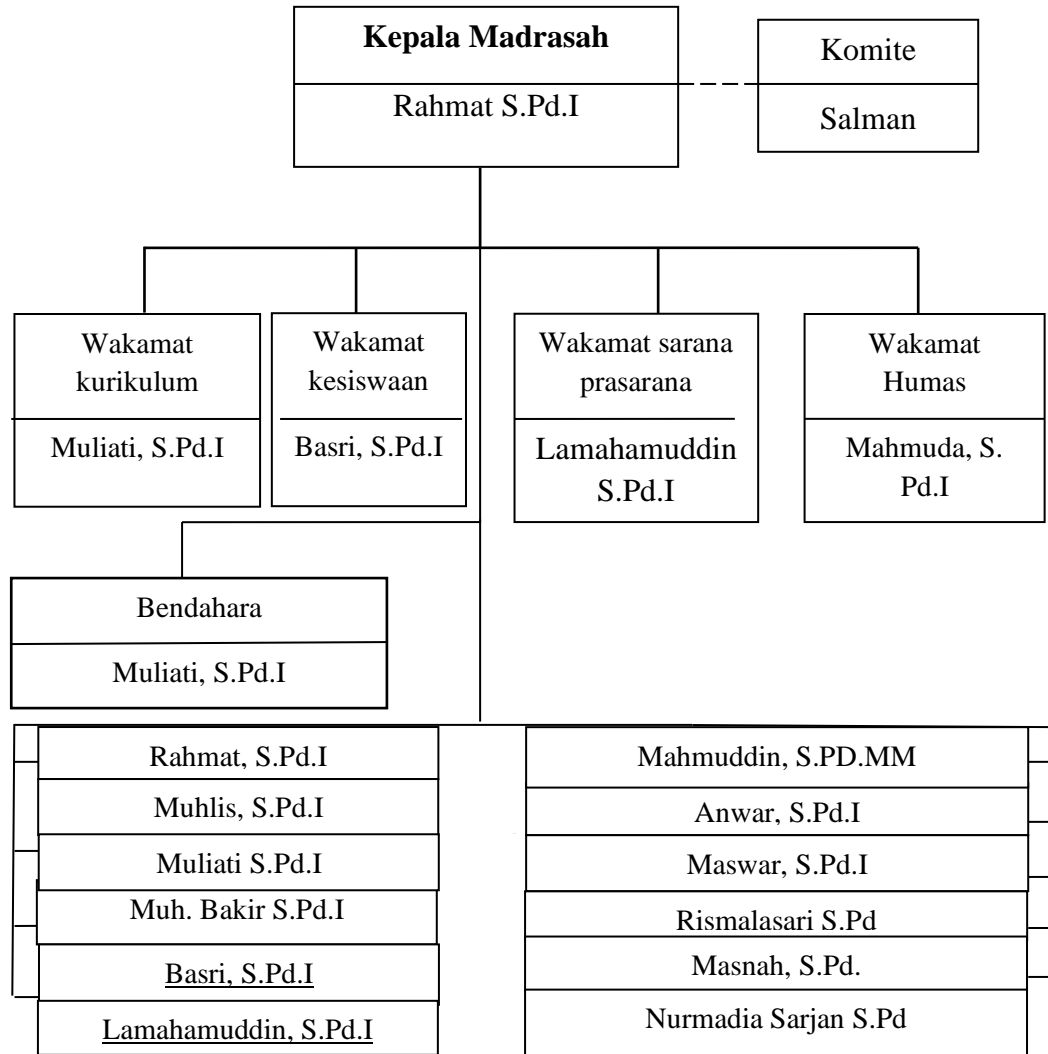 Kepala Madrasah
Rahmat S.Pd.I
Komite
Salman
Wakamat
kurikulum
Muliati, S.Pd.I
Wakamat
kesiswaan
Basri, S.Pd.I
Wakamat sarana
prasarana
Lamahamuddin
S.Pd.I
Wakamat
Humas
Mahmuda, S.
Pd.I
Bendahara
Muliati, S.Pd.I
Rahmat, S.Pd.I
Muhlis, S.Pd.I
Muliati S.Pd.I
Muh. Bakir S.Pd.I
Basri, S.Pd.I
Lamahamuddin, S.Pd.I
Mahmuddin, S.PD.MM
Anwar, S.Pd.I
Maswar, S.Pd.I
Rismalasari S.Pd
Masnah, S.Pd.
Nurmadia Sarjan S.Pd